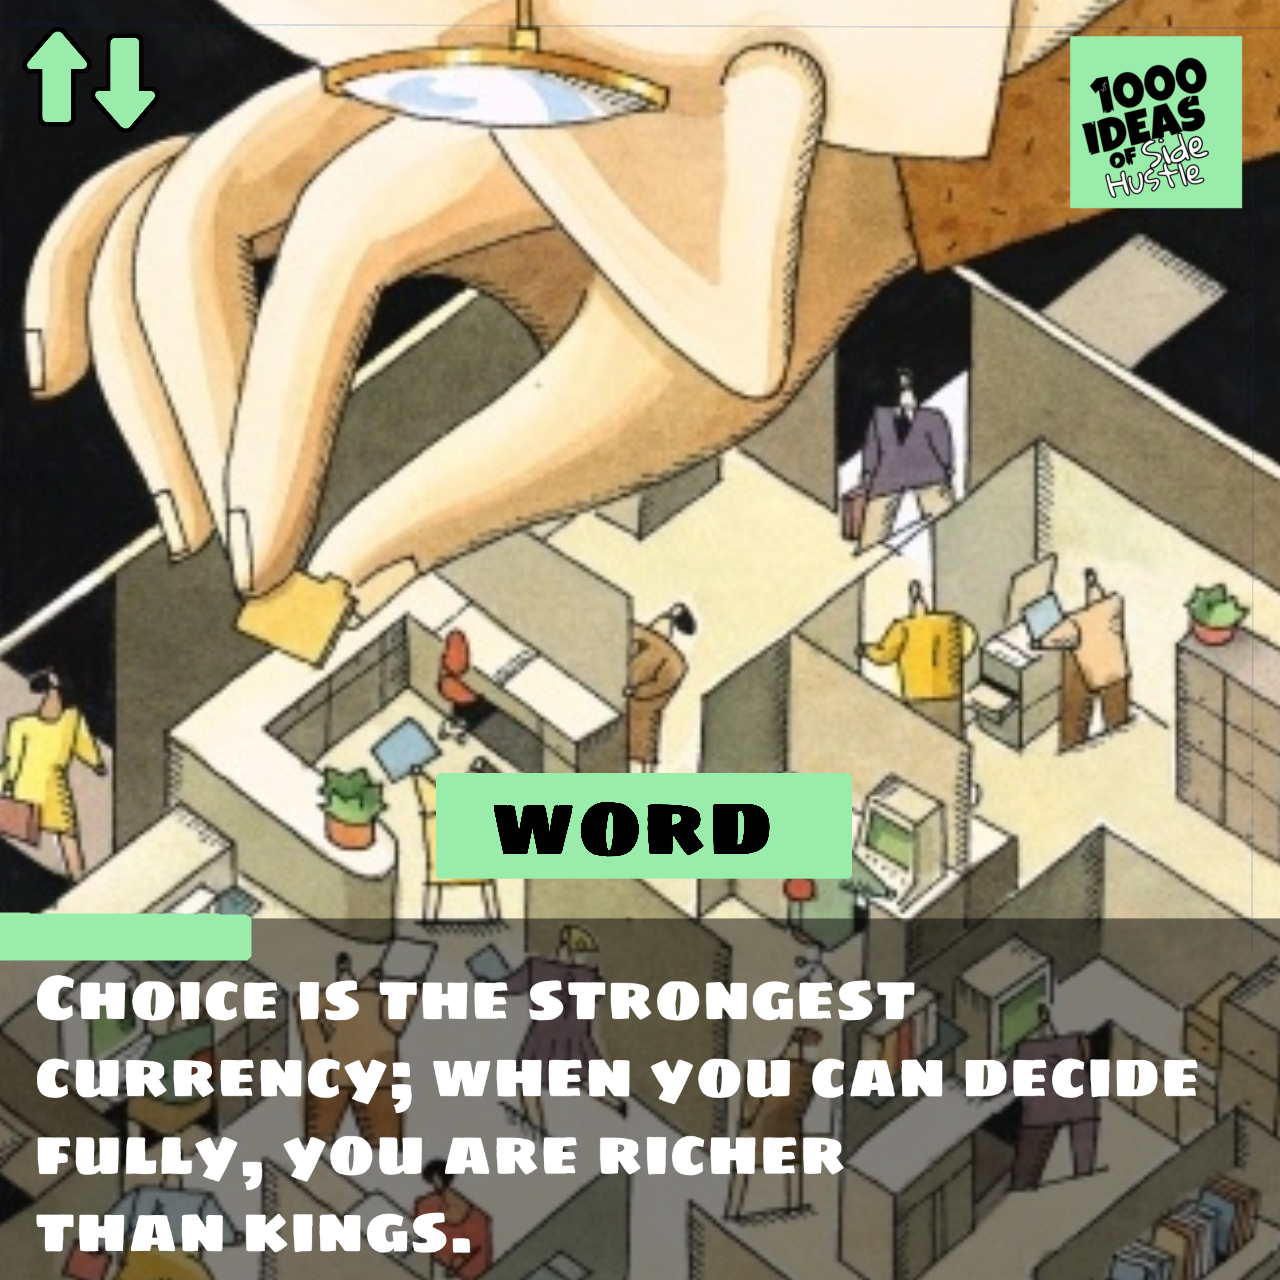 1000
IDEAS
OF Side
Hustle
WORD
CHOICE IS THE STRONGEST
CURRENCY; WHEN YOU CAN DECIDE
FULLY, YOU ARE RICHER
THAN KINGS.